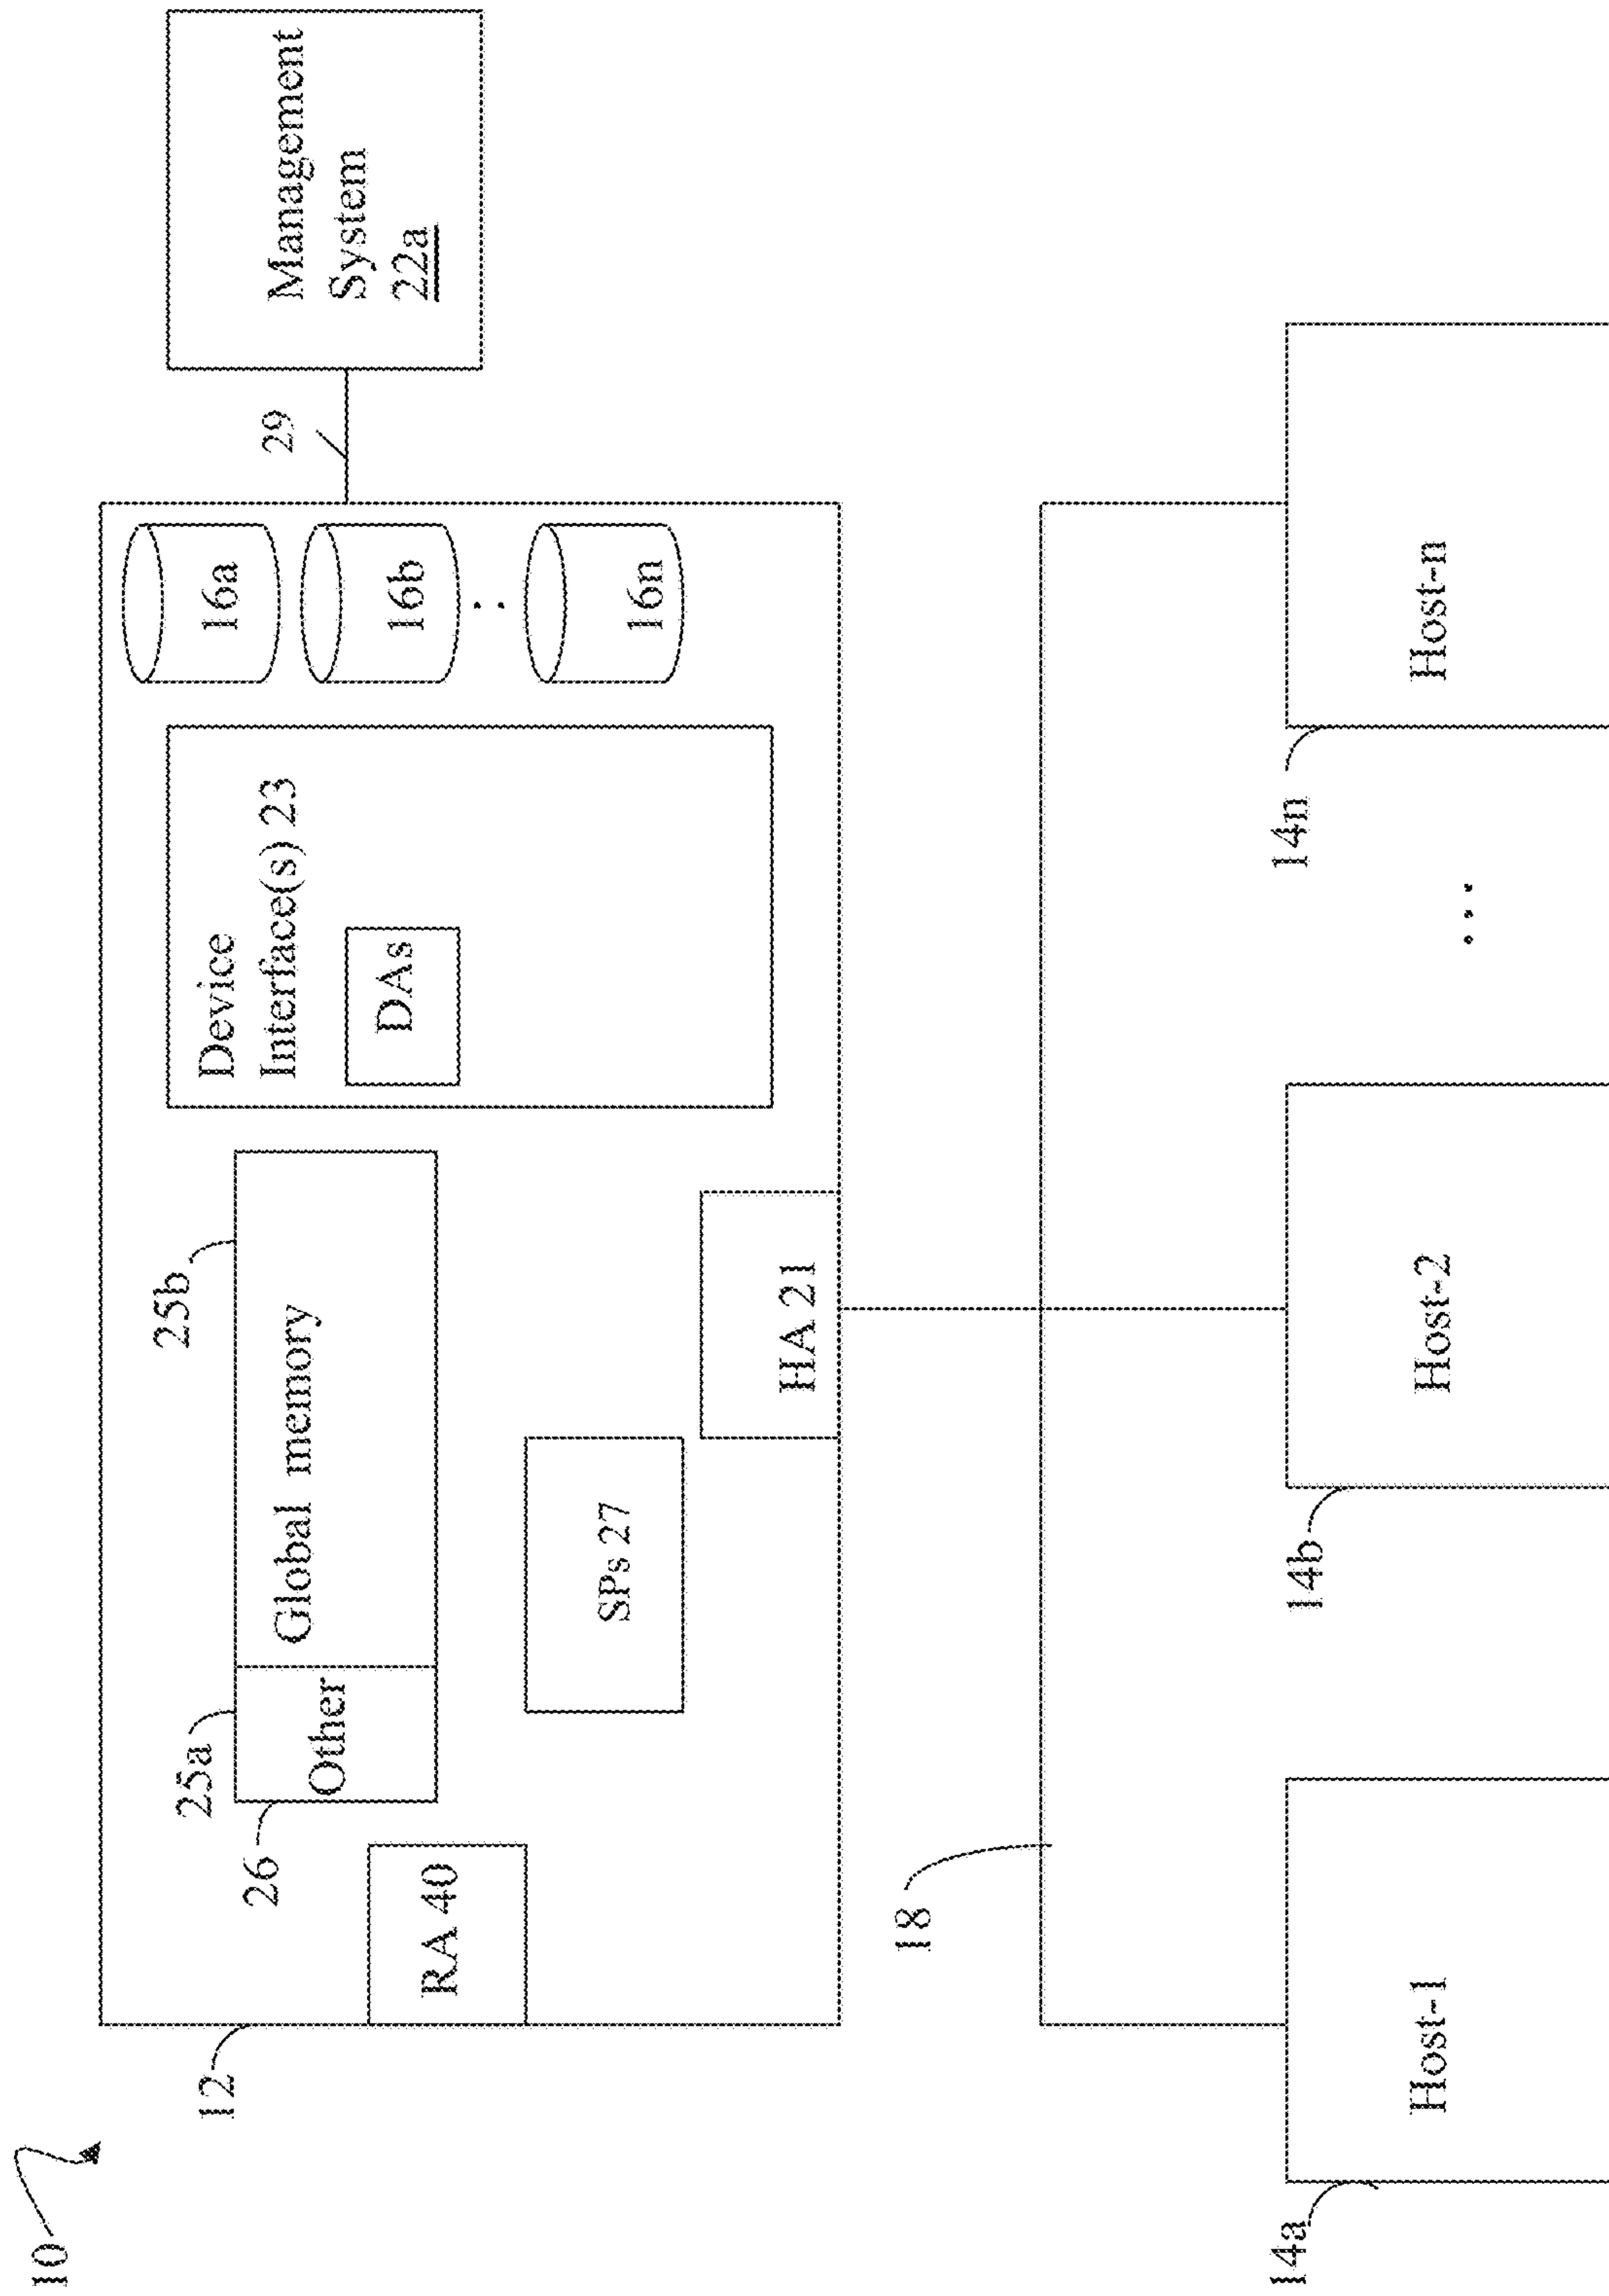 10
12
RA 40
26
25a
Other
25b
Global memory
SPs 27
HA 21
Device
Interface(s) 23
DAs
16a
16b
16n
29
Management
System
22a
18
14a
Host-1
14b
Host-2
...
14n
Host-n